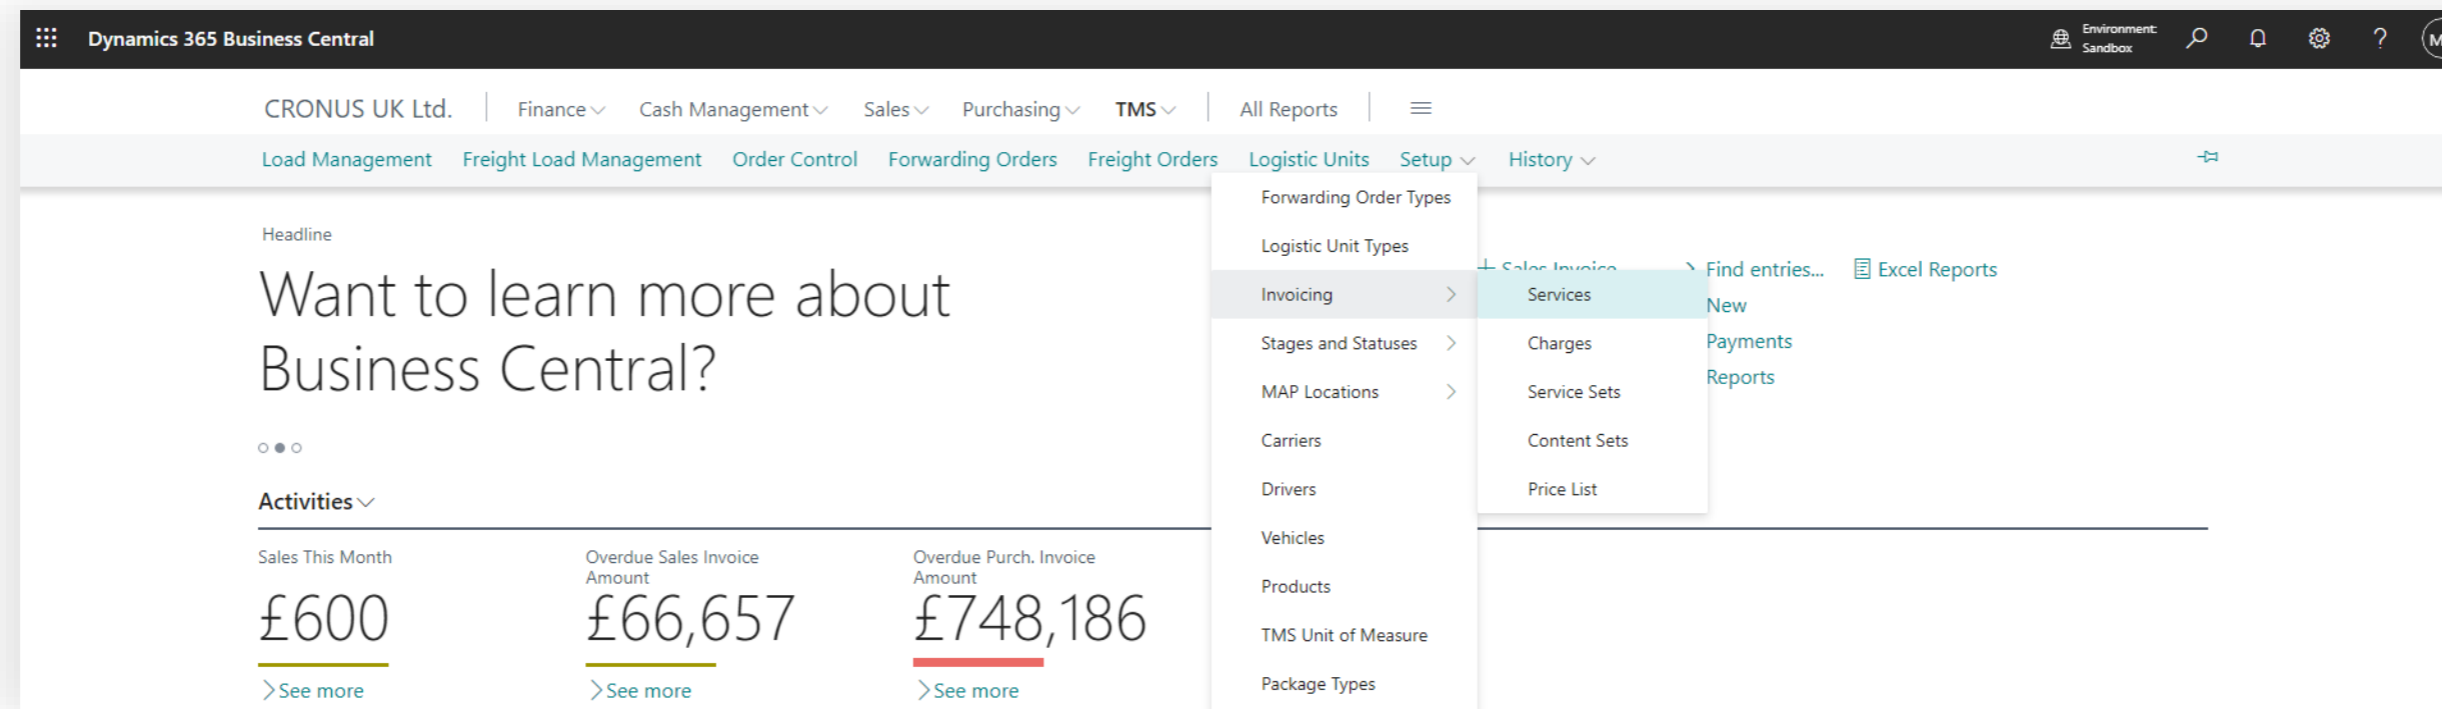 Dynamics 365 Business Central
Environment:
Sandbox
CRONUS UK Ltd. Finance Cash Management Sales Purchasing TMS All Reports
Load Management Freight Load Management Order Control Forwarding Orders Freight Orders Logistic Units Setup History
Forwarding Order Types
Logistic Unit Types
Invoicing
Stages and Statuses
MAP Locations
Carriers
Drivers
Vehicles
Products
TMS Unit of Measure
Package Types
Services
Charges
Service Sets
Content Sets
Price List
Headline
Want to learn more about
Business Central?
Sales Invoice
Find entries...
Excel Reports
New
Payments
Reports
Activities
Sales This Month
£600
See more
Overdue Sales Invoice
Amount
£66,657
See more
Overdue Purch. Invoice
Amount
£748,186
See more